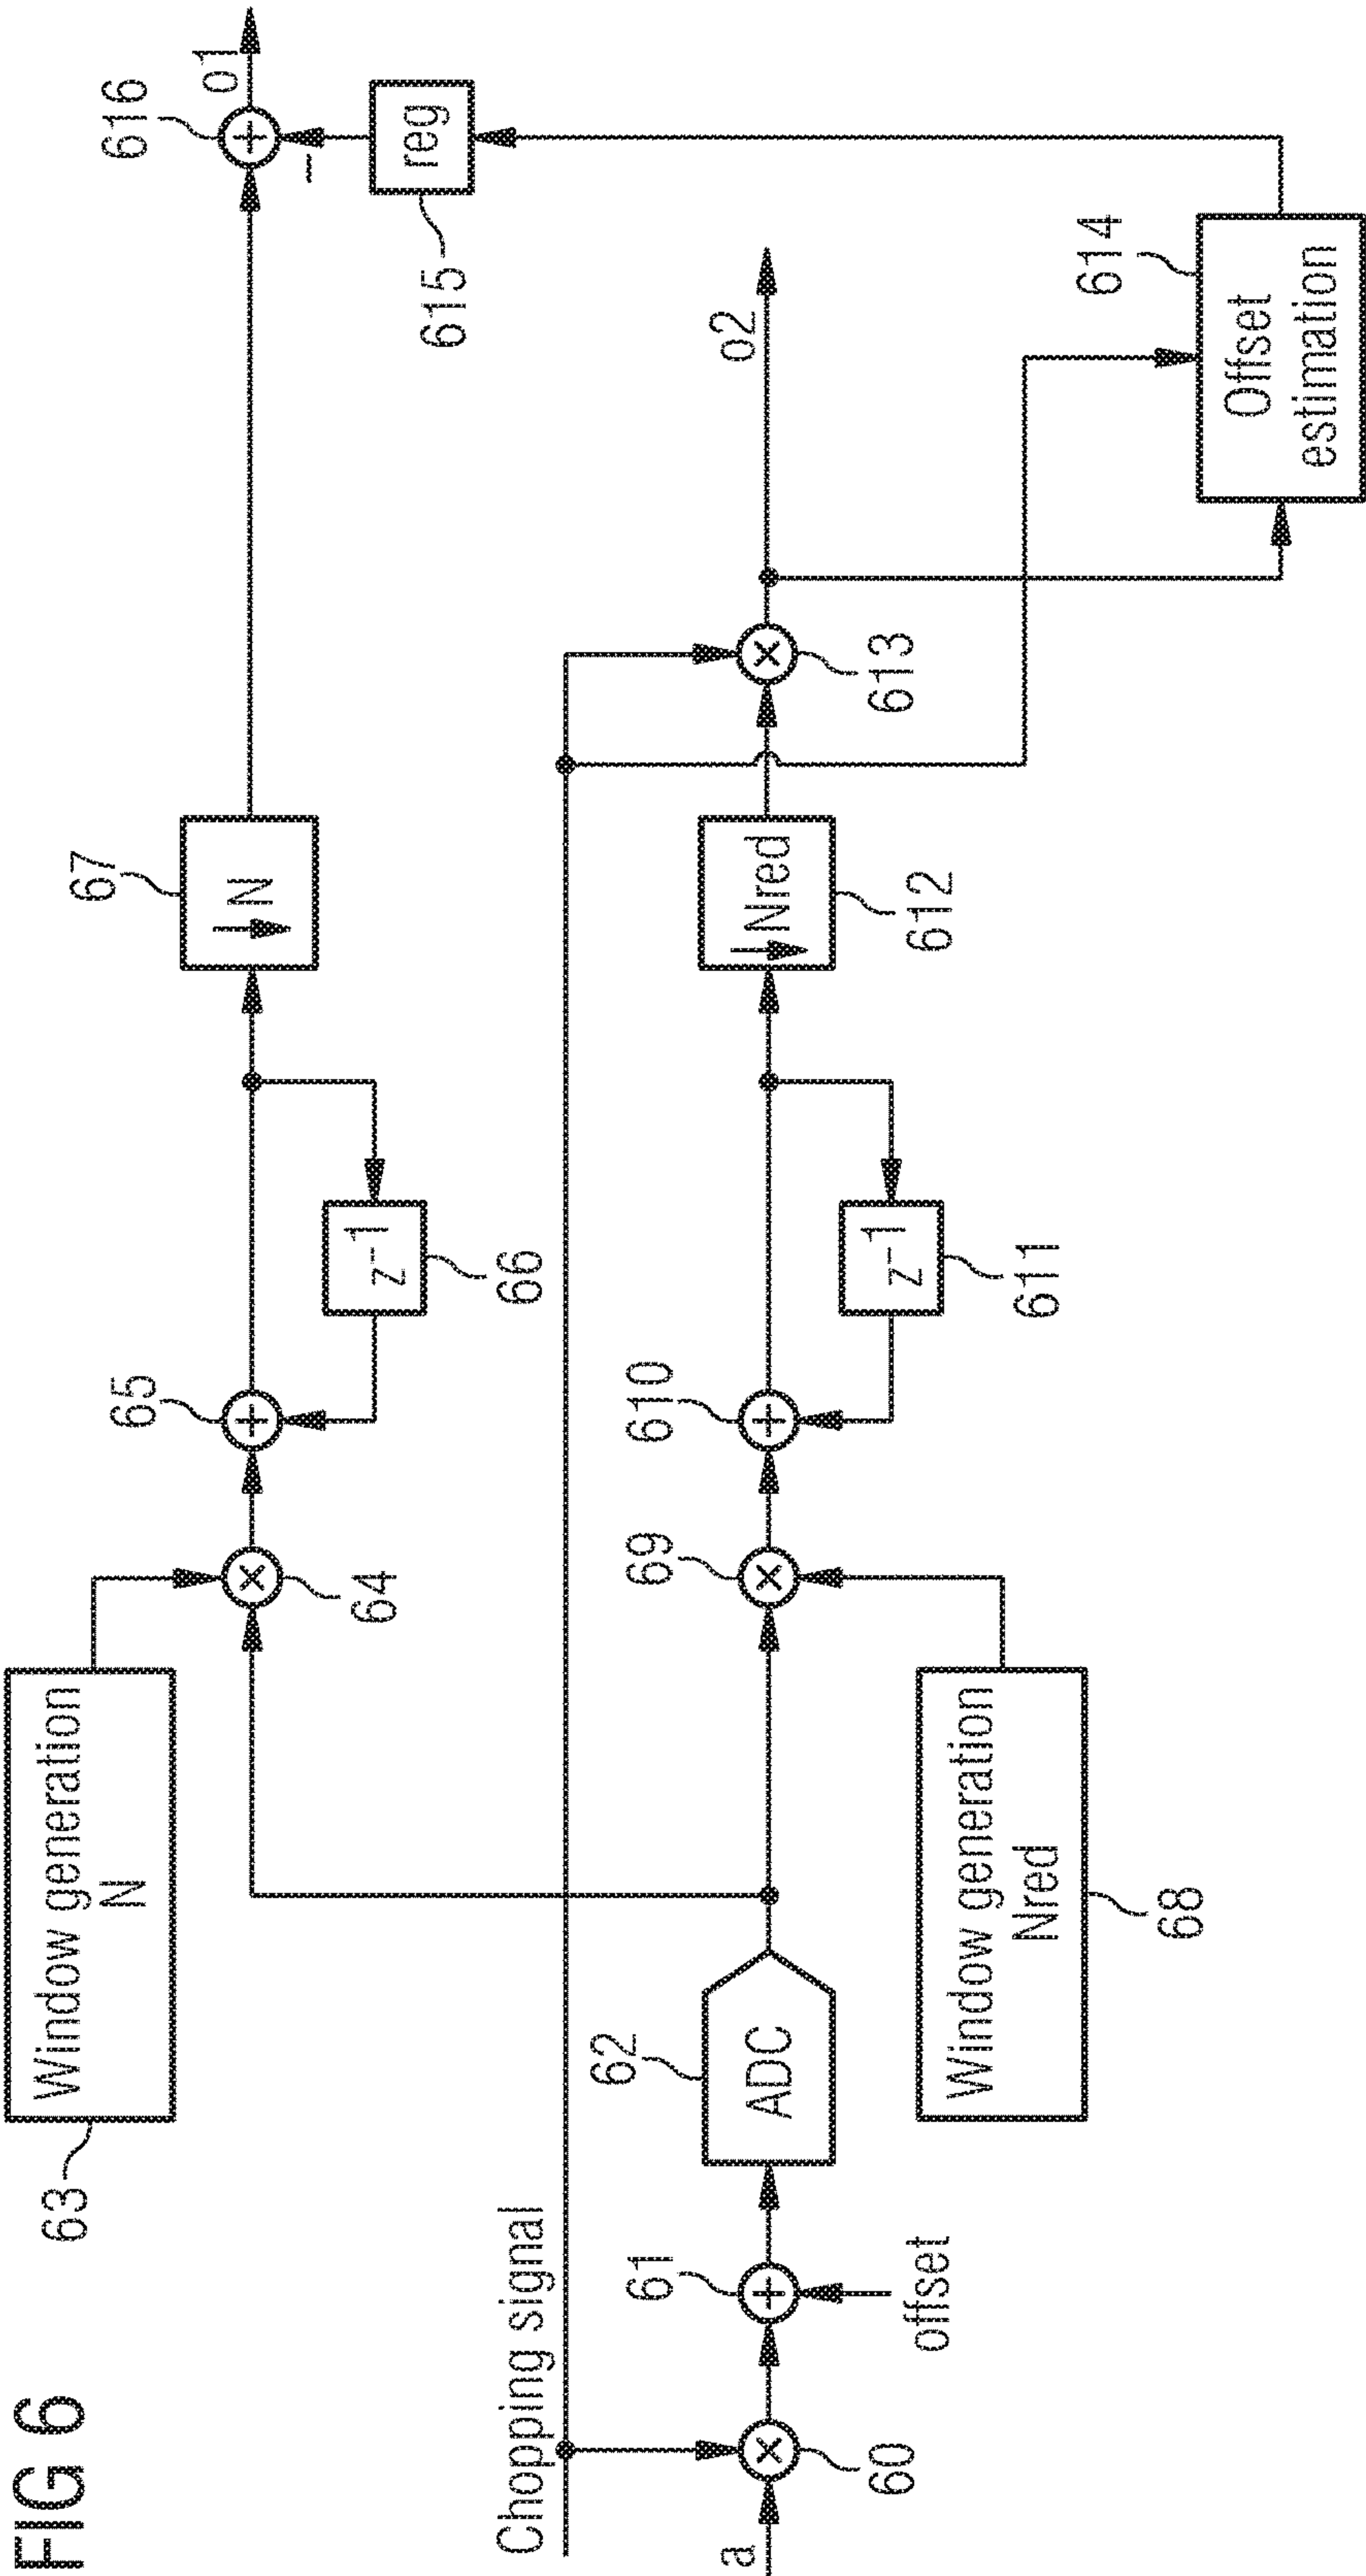 FIG 6
63
Window generation
N
64
65
z⁻¹
66
67
↓N
616
+
o1
−
reg
615
Chopping signal
a
×
60
61
+
offset
62
ADC
Window generation
Nred
68
×
69
×
610
+
+
z⁻¹
611
↓Nred
612
×
613
o2
614
Offset
estimation